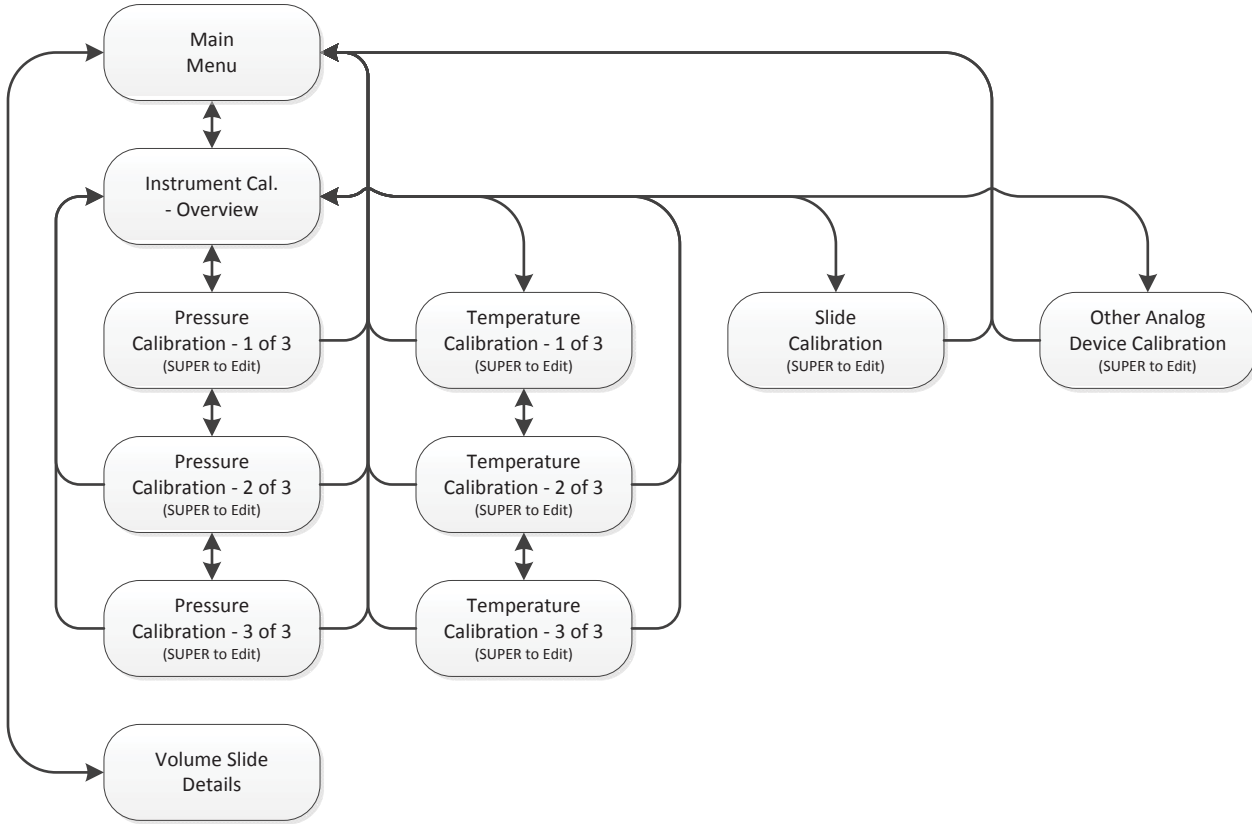 Main
Menu
Instrument Cal.
- Overview
Pressure
Calibration - 1 of 3
(SUPER to Edit)
Temperature
Calibration - 1 of 3
(SUPER to Edit)
Slide
Calibration
(SUPER to Edit)
Other Analog
Device Calibration
(SUPER to Edit)
Pressure
Calibration - 2 of 3
(SUPER to Edit)
Temperature
Calibration - 2 of 3
(SUPER to Edit)
Pressure
Calibration - 3 of 3
(SUPER to Edit)
Temperature
Calibration - 3 of 3
(SUPER to Edit)
Volume Slide
Details